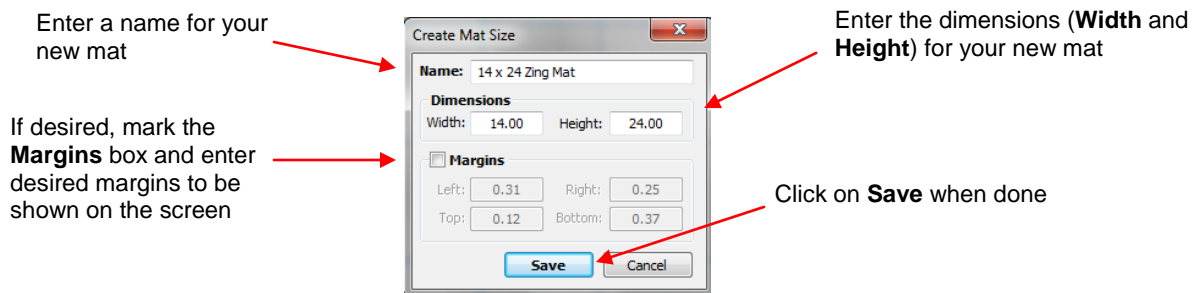 Enter a name for your
new mat
Enter the dimensions (Width and
Height) for your new mat
If desired, mark the
Margins box and enter
desired margins to be
shown on the screen
Click on Save when done
Create Mat Size
x
Name: 14 x 24 Zing Mat
Dimensions
Width: 14.00 Height: 24.00
Margins
Left: 0.31 Right: 0.25
Top: 0.12 Bottom: 0.37
Save Cancel